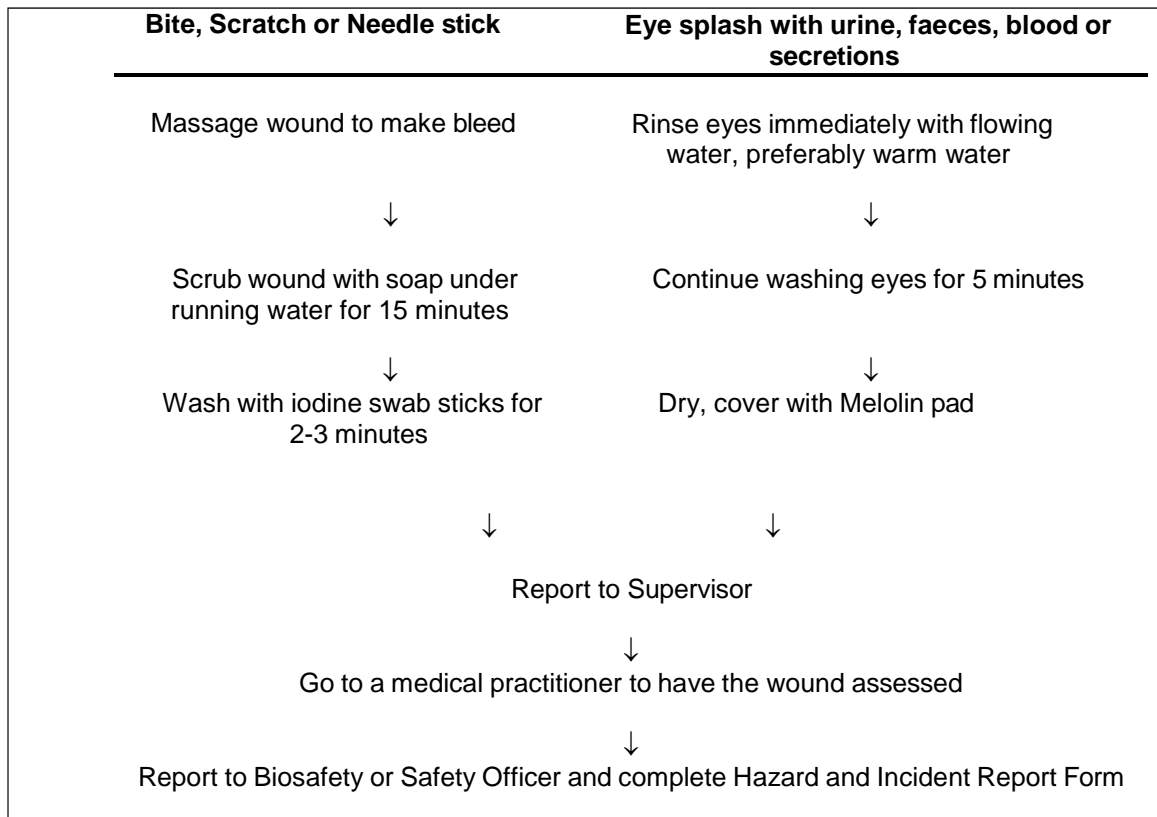 Bite, Scratch or Needle stick
Eye splash with urine, faeces, blood or
secretions
Massage wound to make bleed
Rinse eyes immediately with flowing
water, preferably warm water
↓
↓
Scrub wound with soap under
running water for 15 minutes
Continue washing eyes for 5 minutes
↓
↓
Wash with iodine swab sticks for
2-3 minutes
Dry, cover with Melolin pad
↓
↓
Report to Supervisor
↓
Go to a medical practitioner to have the wound assessed
↓
Report to Biosafety or Safety Officer and complete Hazard and Incident Report Form